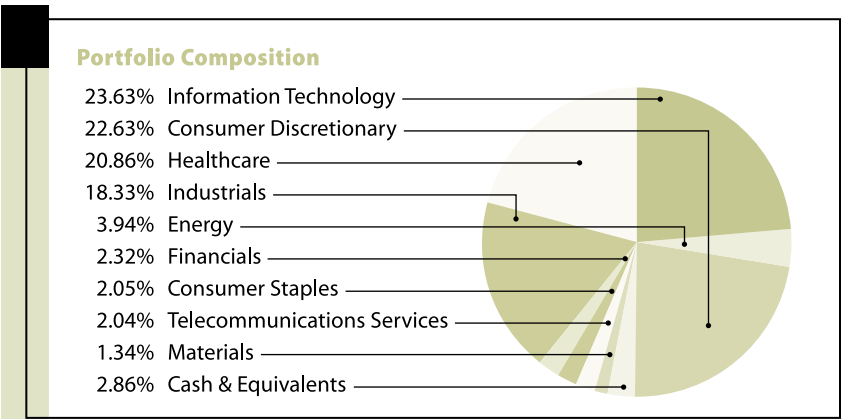 Portfolio Composition
23.63% Information Technology
22.63% Consumer Discretionary
20.86% Healthcare
18.33% Industrials
3.94% Energy
2.32% Financials
2.05% Consumer Staples
2.04% Telecommunications Services
1.34% Materials
2.86% Cash & Equivalents